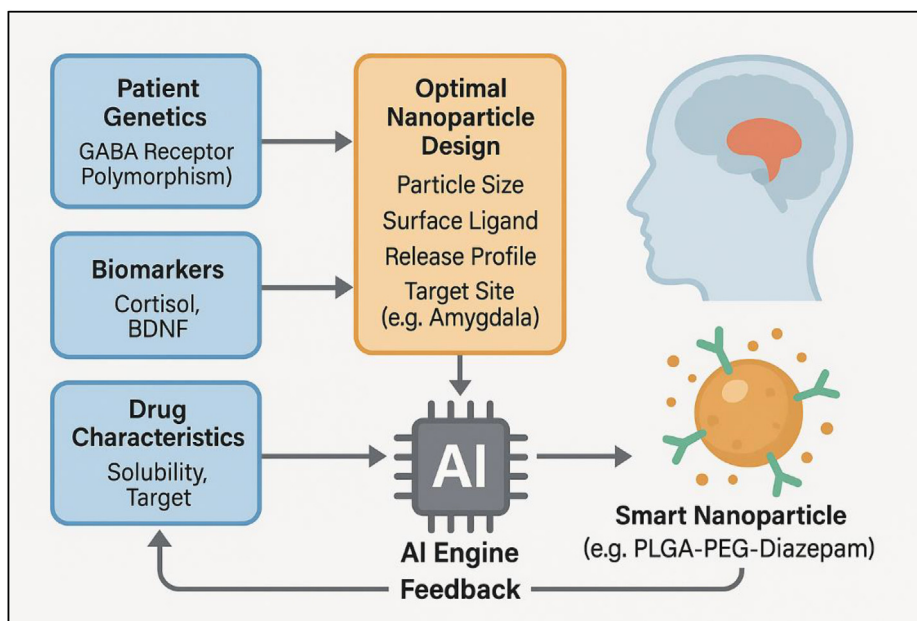 Patient
Genetics
GABA Receptor
Polymorphism)
Biomarkers
Cortisol,
BDNF
Drug
Characteristics
Solubility,
Target
Optimal
Nanoparticle
Design
Particle Size
Surface Ligand
Release Profile
Target Site
(e.g. Amygdala)
AI
AI Engine
Feedback
Smart Nanoparticle
(e.g. PLGA-PEG-Diazepam)